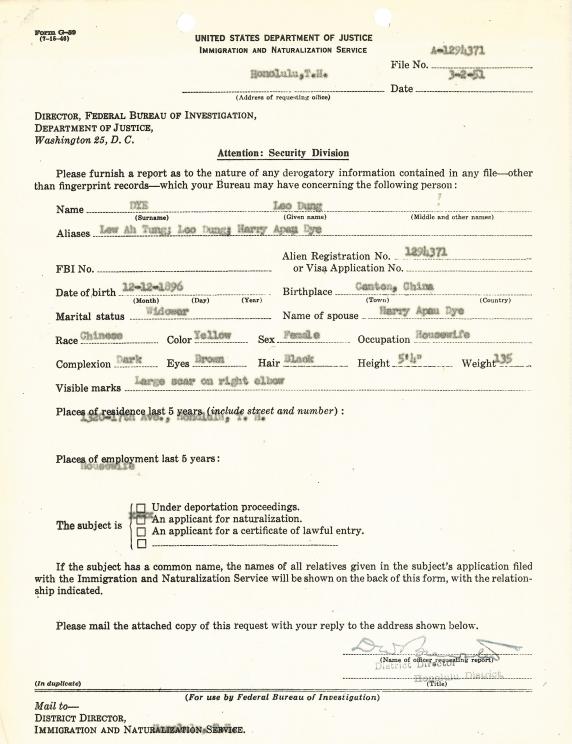 Form G-59
(7-15-46)
UNITED STATES DEPARTMENT OF JUSTICE
IMMIGRATION AND NATURALIZATION SERVICE
A-1294371
File No.
Honolulu,T.H.
3-2-51
Date
(Address of requesting office)
DIRECTOR, FEDERAL BUREAU OF INVESTIGATION,
DEPARTMENT OF JUSTICE,
Washington 25, D. C.
Attention: Security Division
Please furnish a report as to the nature of any derogatory information contained in any file—other
than fingerprint records—which your Bureau may have concerning the following person:
Name DYE Loo Dung ?
(Surname) (Given name) (Middle and other names)
Aliases Low Ah Tung; Loo Dung; Harry Apau Dye
Alien Registration No. 1294371
FBI No. or Visa Application No.
Date of birth 12-12-1896 Birthplace Canton, China
(Month) (Day) (Year) (Town) (Country)
Marital status Widower Name of spouse Harry Apau Dye
Race Chinese Color Yellow Sex Female Occupation Housewife
Complexion Dark Eyes Brown Hair Black Height 5'4" Weight 135
Visible marks Large scar on right elbow
Places of residence last 5 years (include street and number):
1320-17th Ave., Honolulu, T. H.
Places of employment last 5 years:
Housewife
The subject is
Under deportation proceedings.
An applicant for naturalization.
An applicant for a certificate of lawful entry.
If the subject has a common name, the names of all relatives given in the subject's application filed
with the Immigration and Naturalization Service will be shown on the back of this form, with the relation-
ship indicated.
Please mail the attached copy of this request with your reply to the address shown below.
(Name of officer requesting report)
District Director
Honolulu District
(Title)
(In duplicate)
(For use by Federal Bureau of Investigation)
Mail to—
DISTRICT DIRECTOR,
IMMIGRATION AND NATURALIZATION SERVICE.